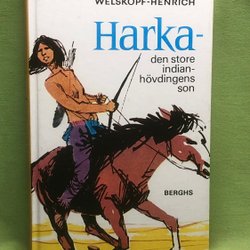 WELSKOPF-HENRICH
Harka-
den store
indian-
hövdingens
son
BERGHS